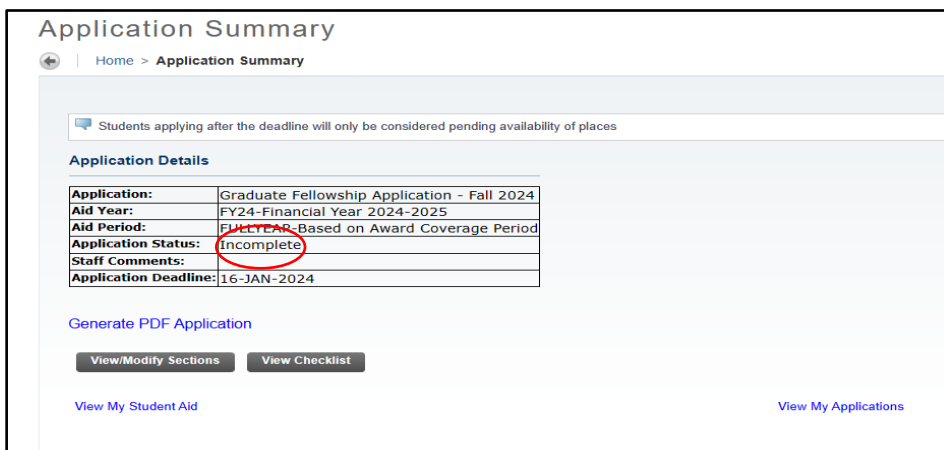 Application Summary
Home > Application Summary
Students applying after the deadline will only be considered pending availability of places
Application Details
Application: Graduate Fellowship Application - Fall 2024
Aid Year: FY24-Financial Year 2024-2025
Aid Period: FULLYEAR-Based on Award Coverage Period
Application Status: Incomplete
Staff Comments:
Application Deadline: 16-JAN-2024
Generate PDF Application
View/Modify Sections View Checklist
View My Student Aid View My Applications